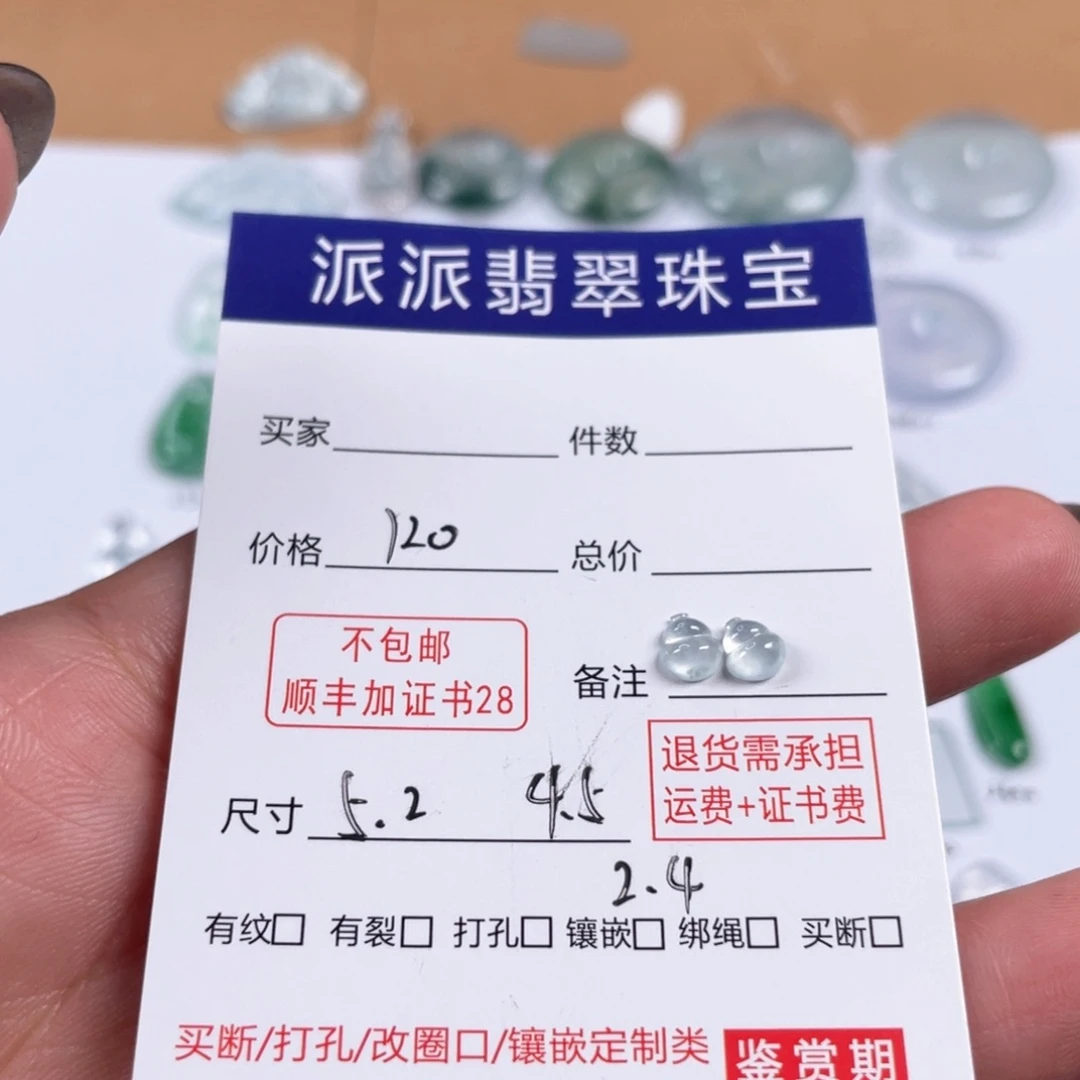 派派翡翠珠宝
买家 件数
价格 120 总价
不包邮
顺丰加证书28
备注
退货需承担
运费+证书费
尺寸 5.2 4.5
2.4
有纹□ 有裂□ 打孔□ 镶嵌□ 绑绳□ 买断□
买断/打孔/改圈口/镶嵌定制类
鉴赏期